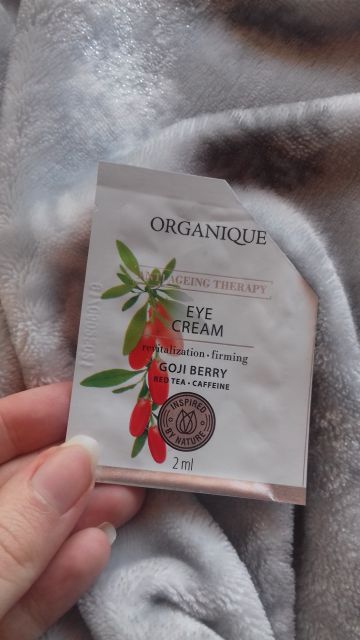 ORGANIQUE
ANTI-AGEING THERAPY
EYE
CREAM
revitalization • firming
GOJI BERRY
RED TEA • CAFFEINE
INSPIRED
BY NATURE
2 ml